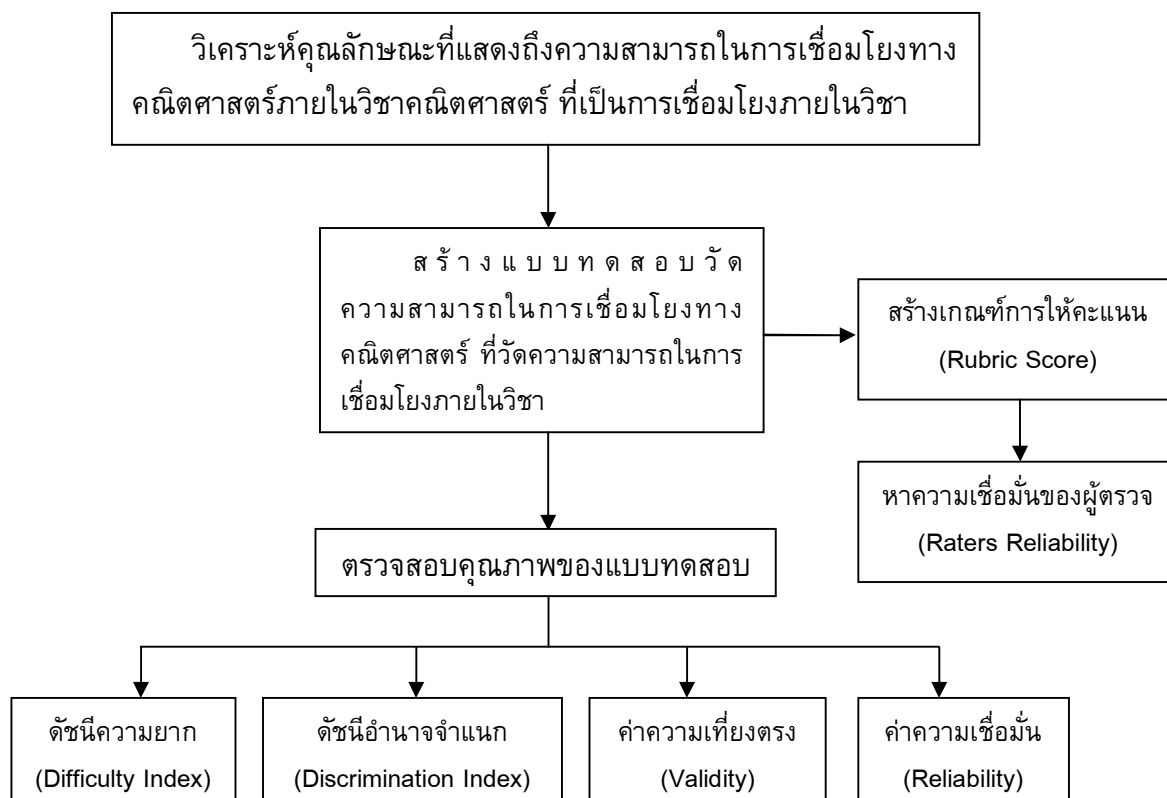 วิเคราะห์คุณลักษณะที่แสดงถึงความสามารถในการเชื่อมโยงทาง
คณิตศาสตร์ภายในวิชาคณิตศาสตร์ ที่เป็นการเชื่อมโยงภายในวิชา
สร้างแบบทดสอบวัด
ความสามารถในการเชื่อมโยงทาง
คณิตศาสตร์ ที่วัดความสามารถในการ
เชื่อมโยงภายในวิชา
สร้างเกณฑ์การให้คะแนน
(Rubric Score)
หาความเชื่อมั่นของผู้ตรวจ
(Raters Reliability)
ตรวจสอบคุณภาพของแบบทดสอบ
ดัชนีความยาก
(Difficulty Index)
ดัชนีอำนาจจำแนก
(Discrimination Index)
ค่าความเที่ยงตรง
(Validity)
ค่าความเชื่อมั่น
(Reliability)